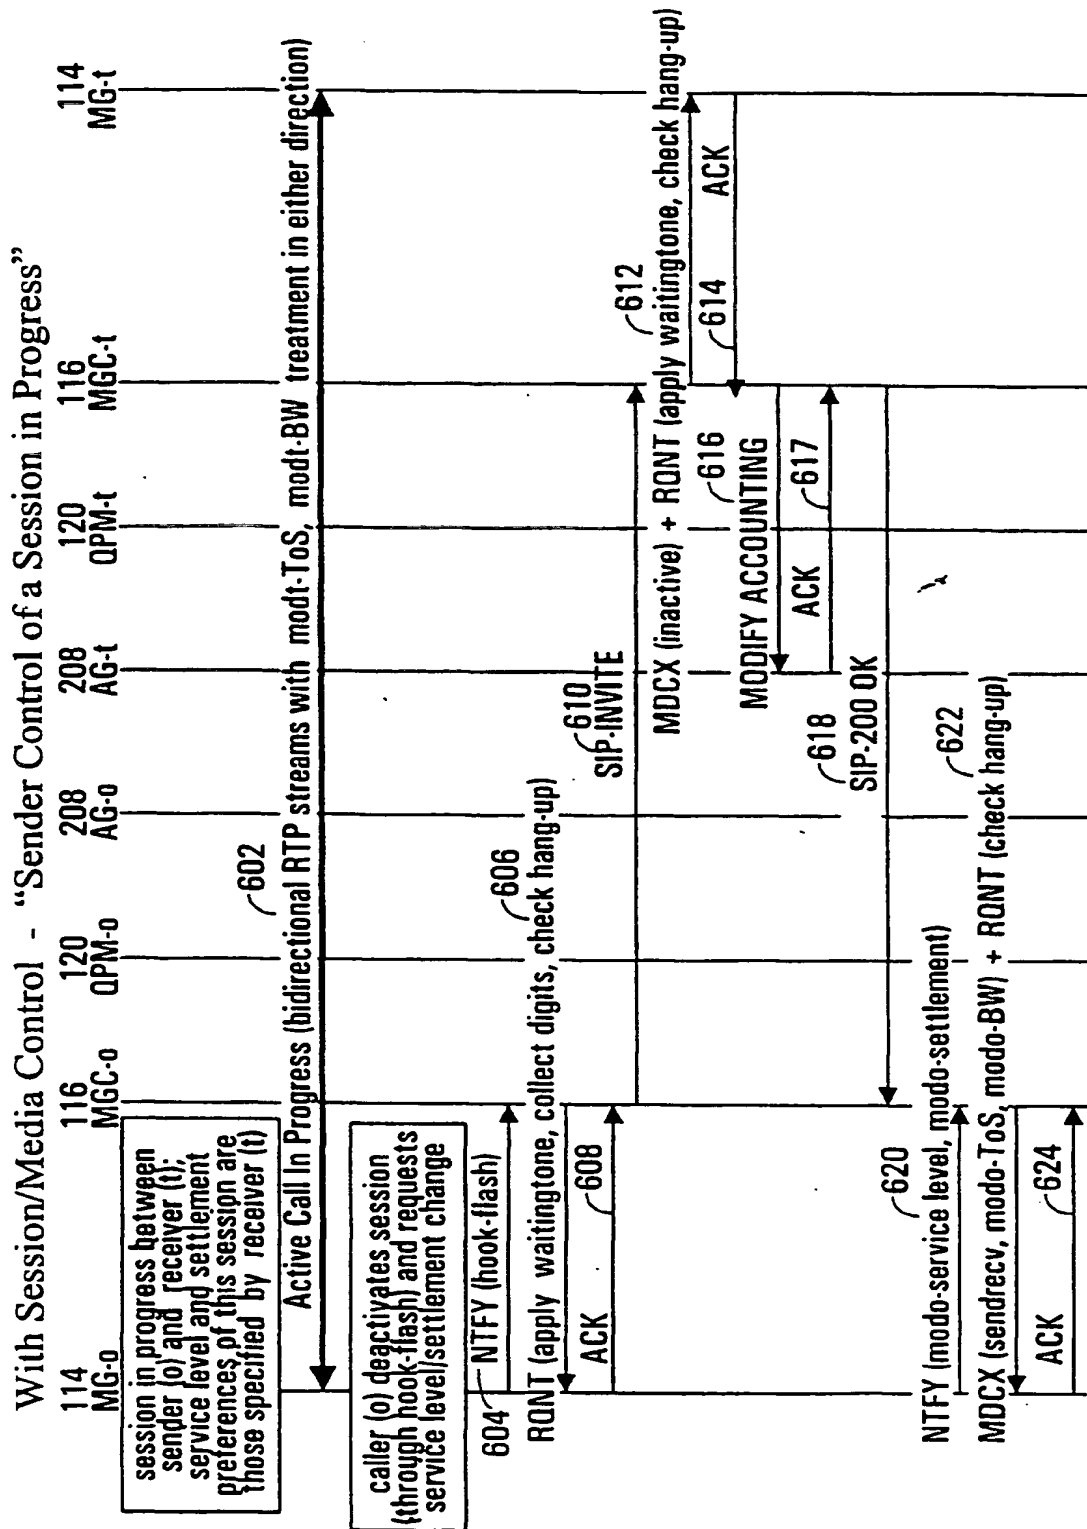 With Session/Media Control - “Sender Control of a Session in Progress”
114
MG-o
116
MGC-o
120
QPM-o
208
AG-o
208
AG-t
120
QPM-t
116
MGC-t
114
MG-t
session in progress between
sender (o) and receiver (t);
service level and settlement
preferences of this session are
those specified by receiver (t)
602
Active Call In Progress (bidirectional RTP streams with modt-ToS, modt-BW treatment in either direction)
caller (o) deactivates session
(through hook-flash) and requests
service level/settlement change
604
NTFY (hook-flash)
606
RQNT (apply waitingtone, collect digits, check hang-up)
ACK
608
610
SIP-INVITE
612
MDCX (inactive) + RQNT (apply waitingtone, check hang-up)
614
ACK
616
MODIFY ACCOUNTING
ACK
617
618
SIP-200 OK
620
NTFY (modo-service level, modo-settlement)
622
MDCX (sendrecv, modo-ToS, modo-BW) + RQNT (check hang-up)
ACK
624